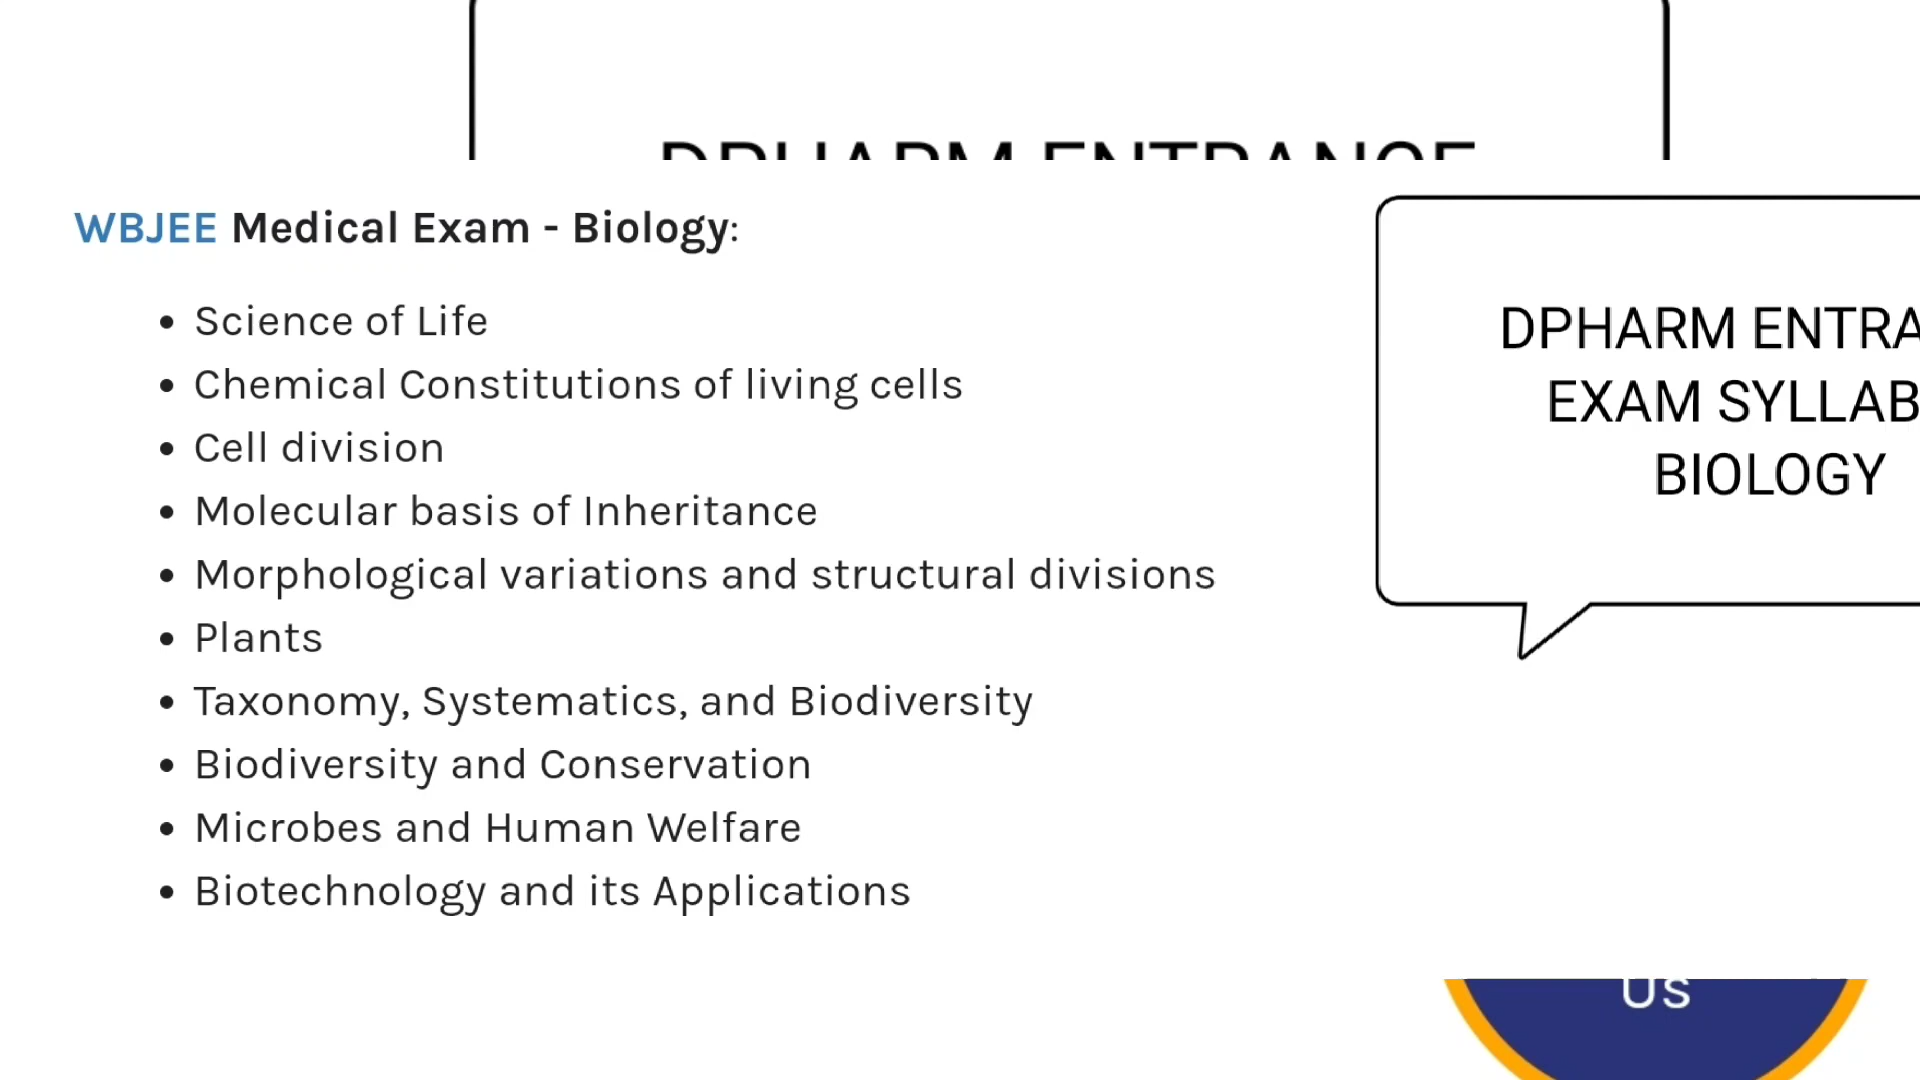 DPHARM ENTRANCE
WBJEE Medical Exam - Biology:
• Science of Life
• Chemical Constitutions of living cells
• Cell division
• Molecular basis of Inheritance
• Morphological variations and structural divisions
• Plants
• Taxonomy, Systematics, and Biodiversity
• Biodiversity and Conservation
• Microbes and Human Welfare
• Biotechnology and its Applications
DPHARM ENTRA
EXAM SYLLAB
BIOLOGY
US